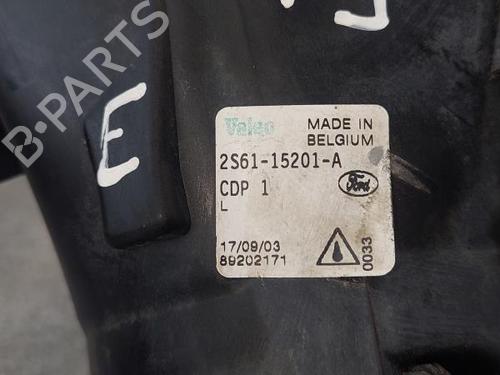 B-PARTS
E
Valeo
MADE IN
BELGIUM
2S61-15201-A
CDP 1
Ford
L
17/09/03
89202171
0033